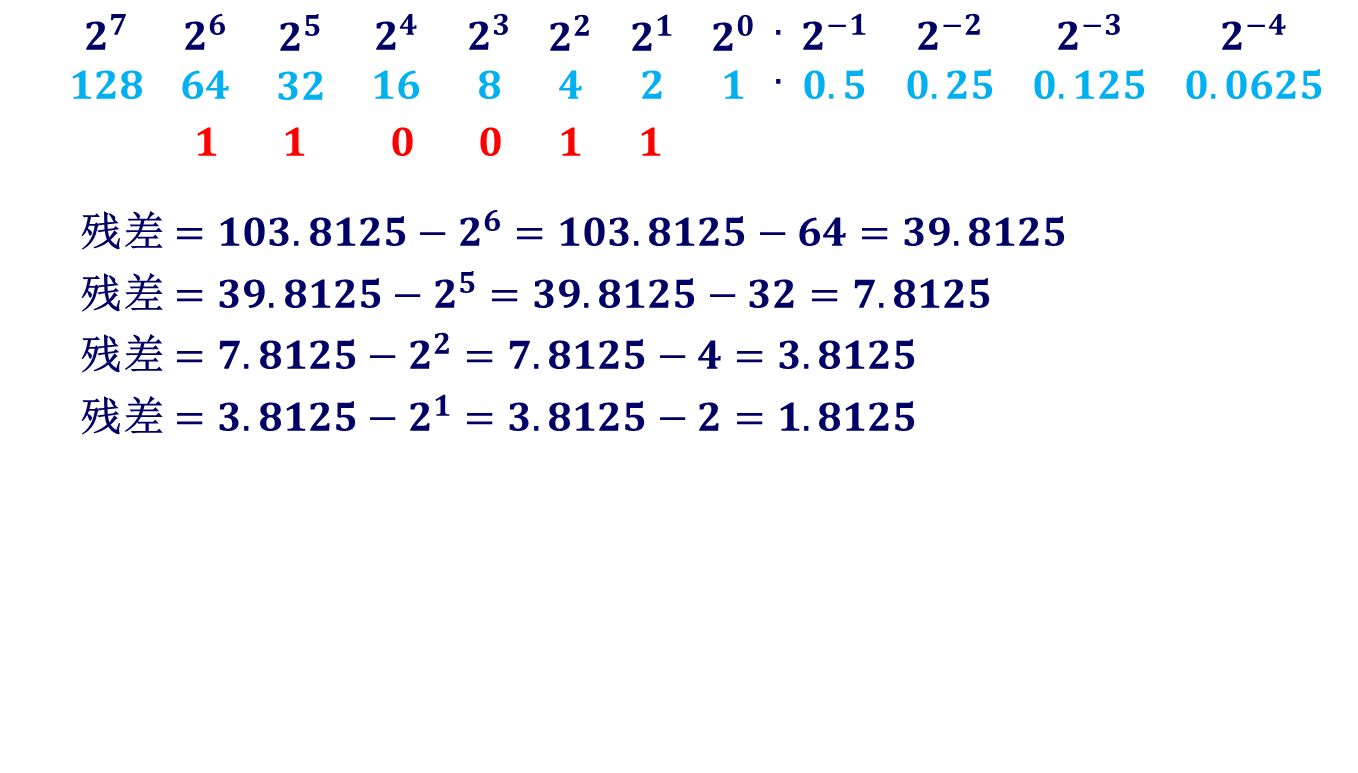 2⁷ 2⁶ 2⁵ 2⁴ 2³ 2² 2¹ 2⁰ · 2⁻¹ 2⁻² 2⁻³ 2⁻⁴
128 64 32 16 8 4 2 1 · 0.5 0.25 0.125 0.0625
1 1 0 0 1 1
残差 = 103.8125 − 2⁶ = 103.8125 − 64 = 39.8125
残差 = 39.8125 − 2⁵ = 39.8125 − 32 = 7.8125
残差 = 7.8125 − 2² = 7.8125 − 4 = 3.8125
残差 = 3.8125 − 2¹ = 3.8125 − 2 = 1.8125